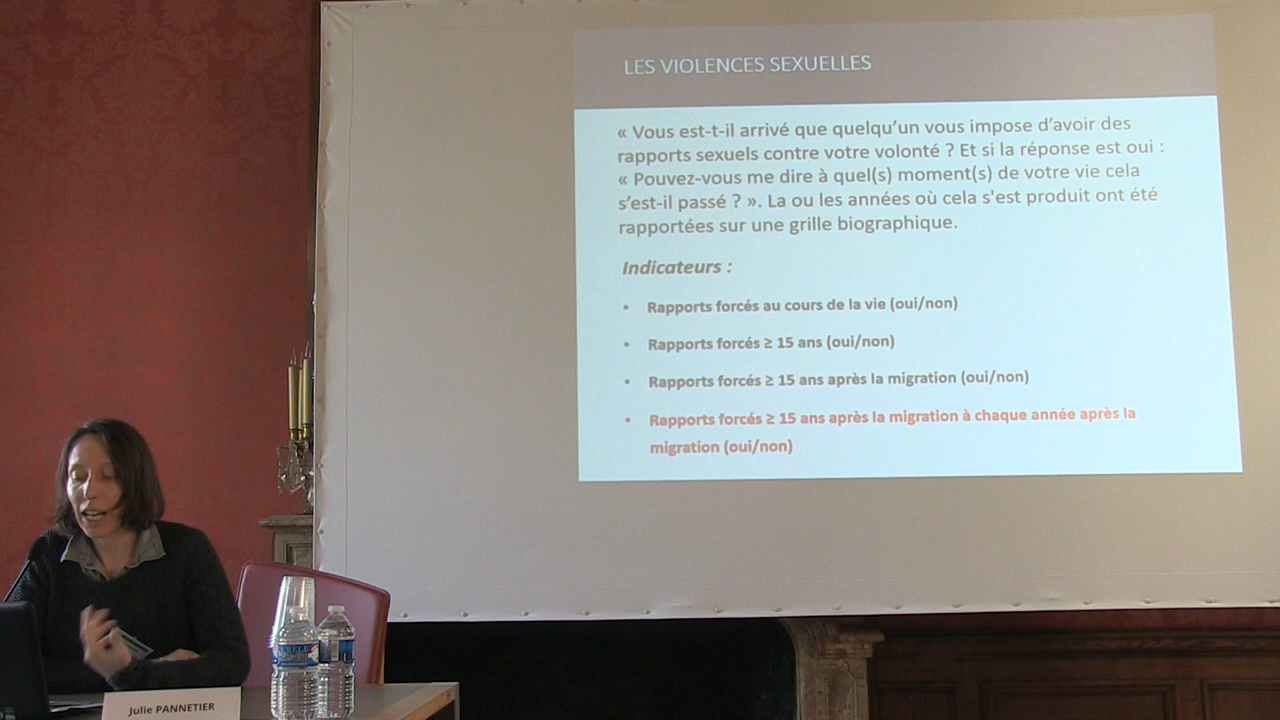 LES VIOLENCES SEXUELLES
« Vous est-t-il arrivé que quelqu'un vous impose d'avoir des
rapports sexuels contre votre volonté ? Et si la réponse est oui :
« Pouvez-vous me dire à quel(s) moment(s) de votre vie cela
s'est-il passé ? ». La ou les années où cela s'est produit ont été
rapportées sur une grille biographique.
Indicateurs :
• Rapports forcés au cours de la vie (oui/non)
• Rapports forcés ≥ 15 ans (oui/non)
• Rapports forcés ≥ 15 ans après la migration (oui/non)
• Rapports forcés ≥ 15 ans après la migration à chaque année après la
migration (oui/non)
Julie PANNETIER